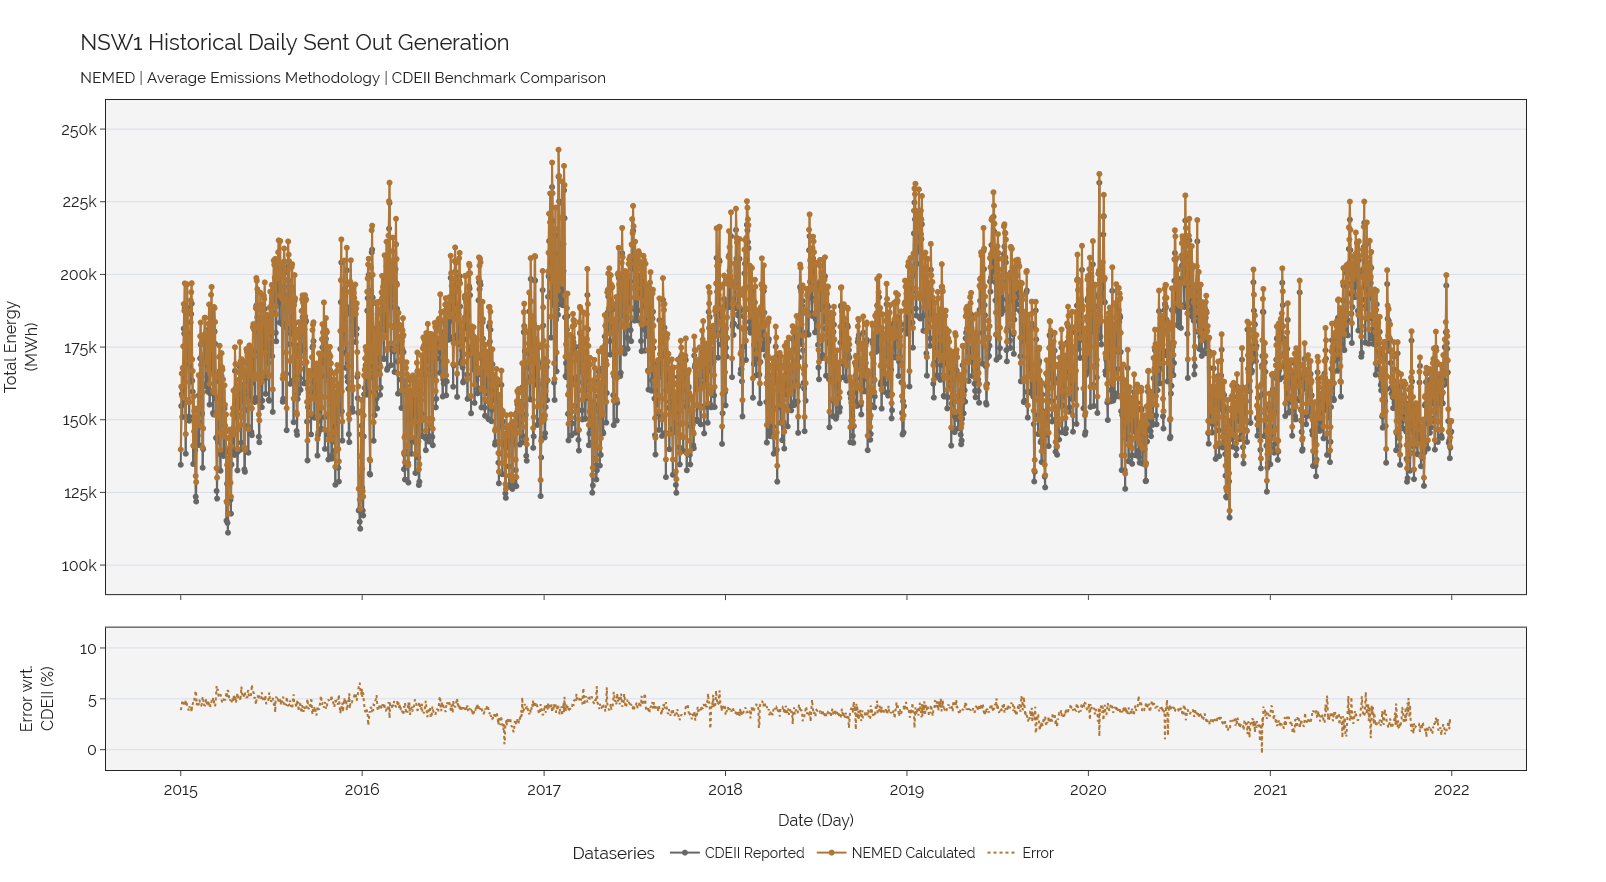 NSW1 Historical Daily Sent Out Generation
NEMED | Average Emissions Methodology | CDEII Benchmark Comparison
Total Energy
(MWh)
250k
225k
200k
175k
150k
125k
100k
Error wrt.
CDEII (%)
10
5
0
2015 2016 2017 2018 2019 2020 2021 2022
Date (Day)
Dataseries CDEII Reported NEMED Calculated Error